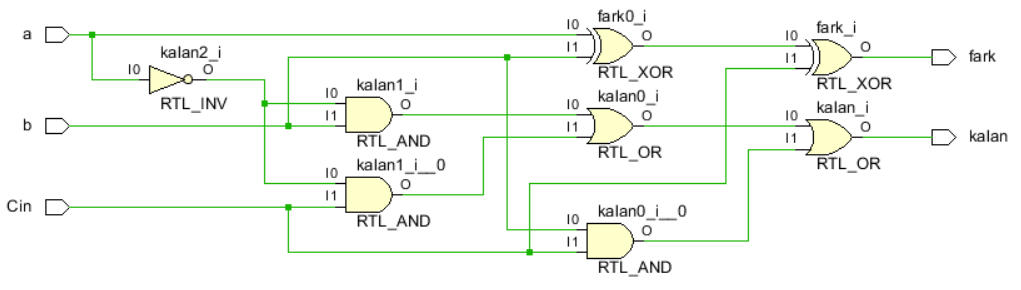 a
b
Cin
kalan2_i
I0
O
RTL_INV
kalan1_i
I0
I1
O
RTL_AND
kalan1_i__0
I0
I1
O
RTL_AND
fark0_i
I0
I1
O
RTL_XOR
kalan0_i
I0
I1
O
RTL_OR
kalan0_i__0
I0
I1
O
RTL_AND
fark_i
I0
I1
O
RTL_XOR
kalan_i
I0
I1
O
RTL_OR
fark
kalan